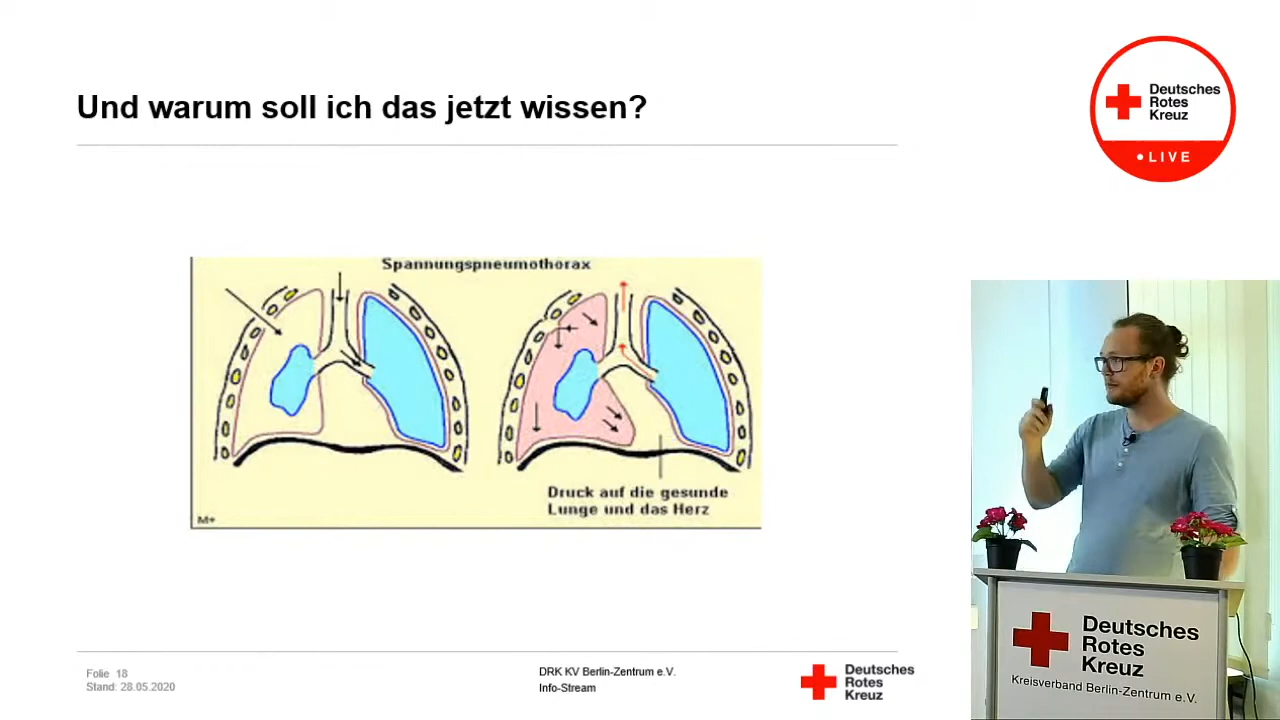 Und warum soll ich das jetzt wissen?
Deutsches
Rotes
Kreuz
LIVE
Spannungspneumothorax
Druck auf die gesunde
Lunge und das Herz
M+
Folie 18
Stand: 28.05.2020
DRK KV Berlin-Zentrum e.V.
Info-Stream
Deutsches
Rotes
Kreuz
Deutsches
Rotes
Kreuz
Kreisverband Berlin-Zentrum e.V.